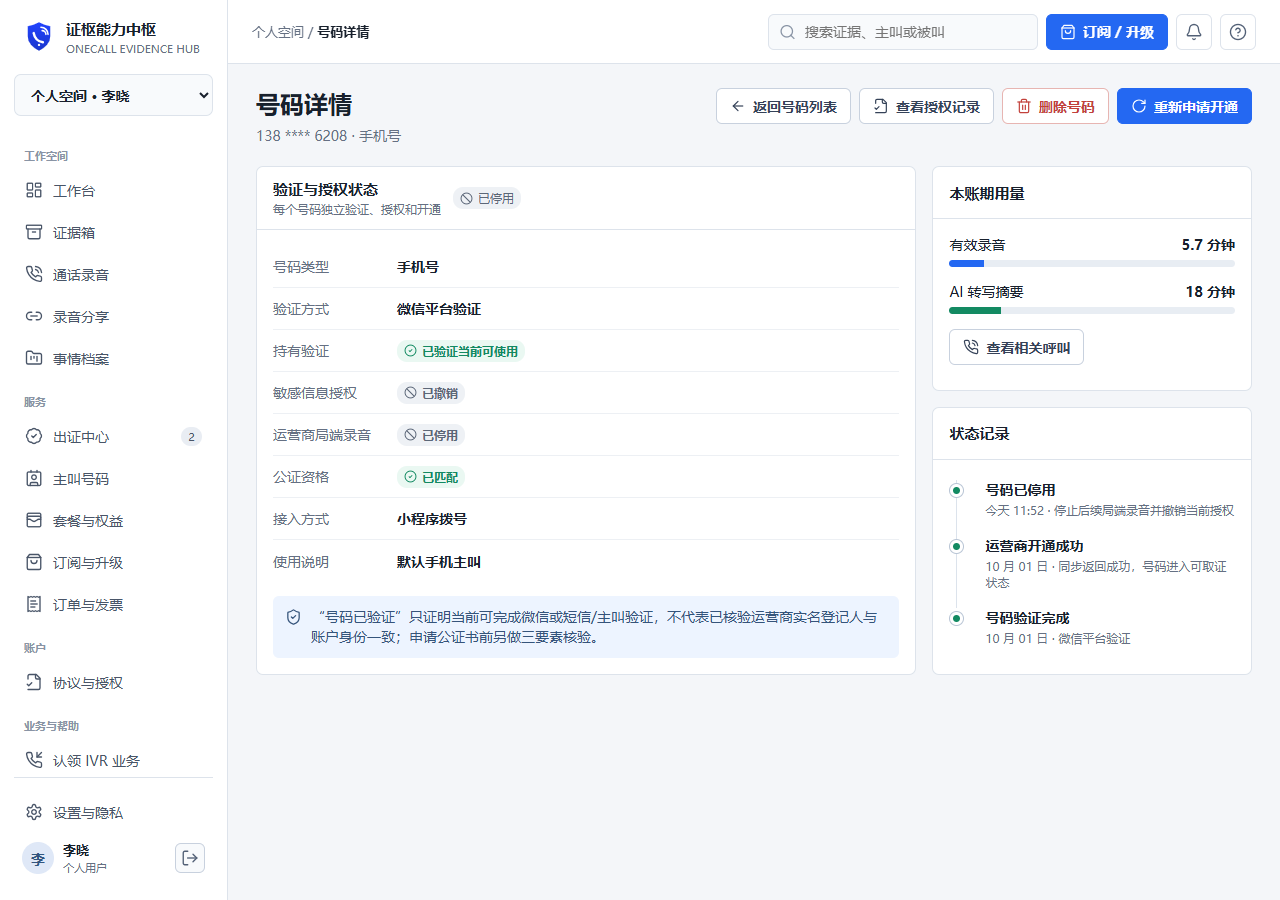 证枢能力中枢
ONECALL EVIDENCE HUB
个人空间 • 李晓
工作空间
工作台
证据箱
通话录音
录音分享
事情档案
服务
出证中心 2
主叫号码
套餐与权益
订阅与升级
订单与发票
账户
协议与授权
业务与帮助
认领 IVR 业务
设置与隐私
李 李晓
个人用户
个人空间 / 号码详情
搜索证据、主叫或被叫
订阅 / 升级
号码详情
138 **** 6208 · 手机号
返回号码列表
查看授权记录
删除号码
重新申请开通
验证与授权状态
每个号码独立验证、授权和开通
已停用
号码类型 手机号
验证方式 微信平台验证
持有验证 已验证当前可使用
敏感信息授权 已撤销
运营商局端录音 已停用
公证资格 已匹配
接入方式 小程序拨号
使用说明 默认手机主叫
“号码已验证”只证明当前可完成微信或短信/主叫验证，不代表已核验运营商实名登记人与
账户身份一致；申请公证书前另做三要素核验。
本账期用量
有效录音 5.7 分钟
AI 转写摘要 18 分钟
查看相关呼叫
状态记录
号码已停用
今天 11:52 · 停止后续局端录音并撤销当前授权
运营商开通成功
10 月 01 日 · 同步返回成功，号码进入可取证
状态
号码验证完成
10 月 01 日 · 微信平台验证